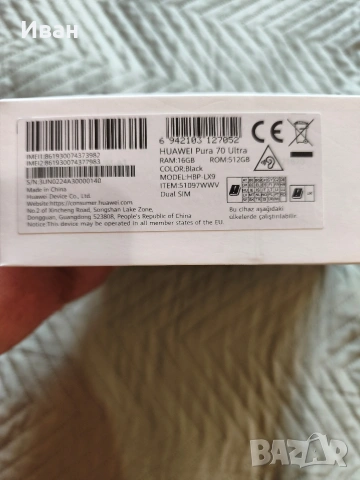 Иван
IMEI1:861930074373982
IMEI2:861930074377983
S/N:3UNG224A30000140
Made in China
Huawei Device Co., Ltd.
Website:https://consumer.huawei.com
No.2 of Xincheng Road, Songshan Lake Zone,
Dongguan, Guangdong 523808, People's Republic of China
Notice: This device may be operated in all member states of the EU.
6 942103 127052
HUAWEI Pura 70 Ultra
RAM:16GB ROM:512GB
COLOR:Black
MODEL:HBP-LX9
ITEM:51097WWV
Dual SIM
CE
Bu cihaz aşağıdaki
ülkelerde çalıştırılabilir.
BAZAR